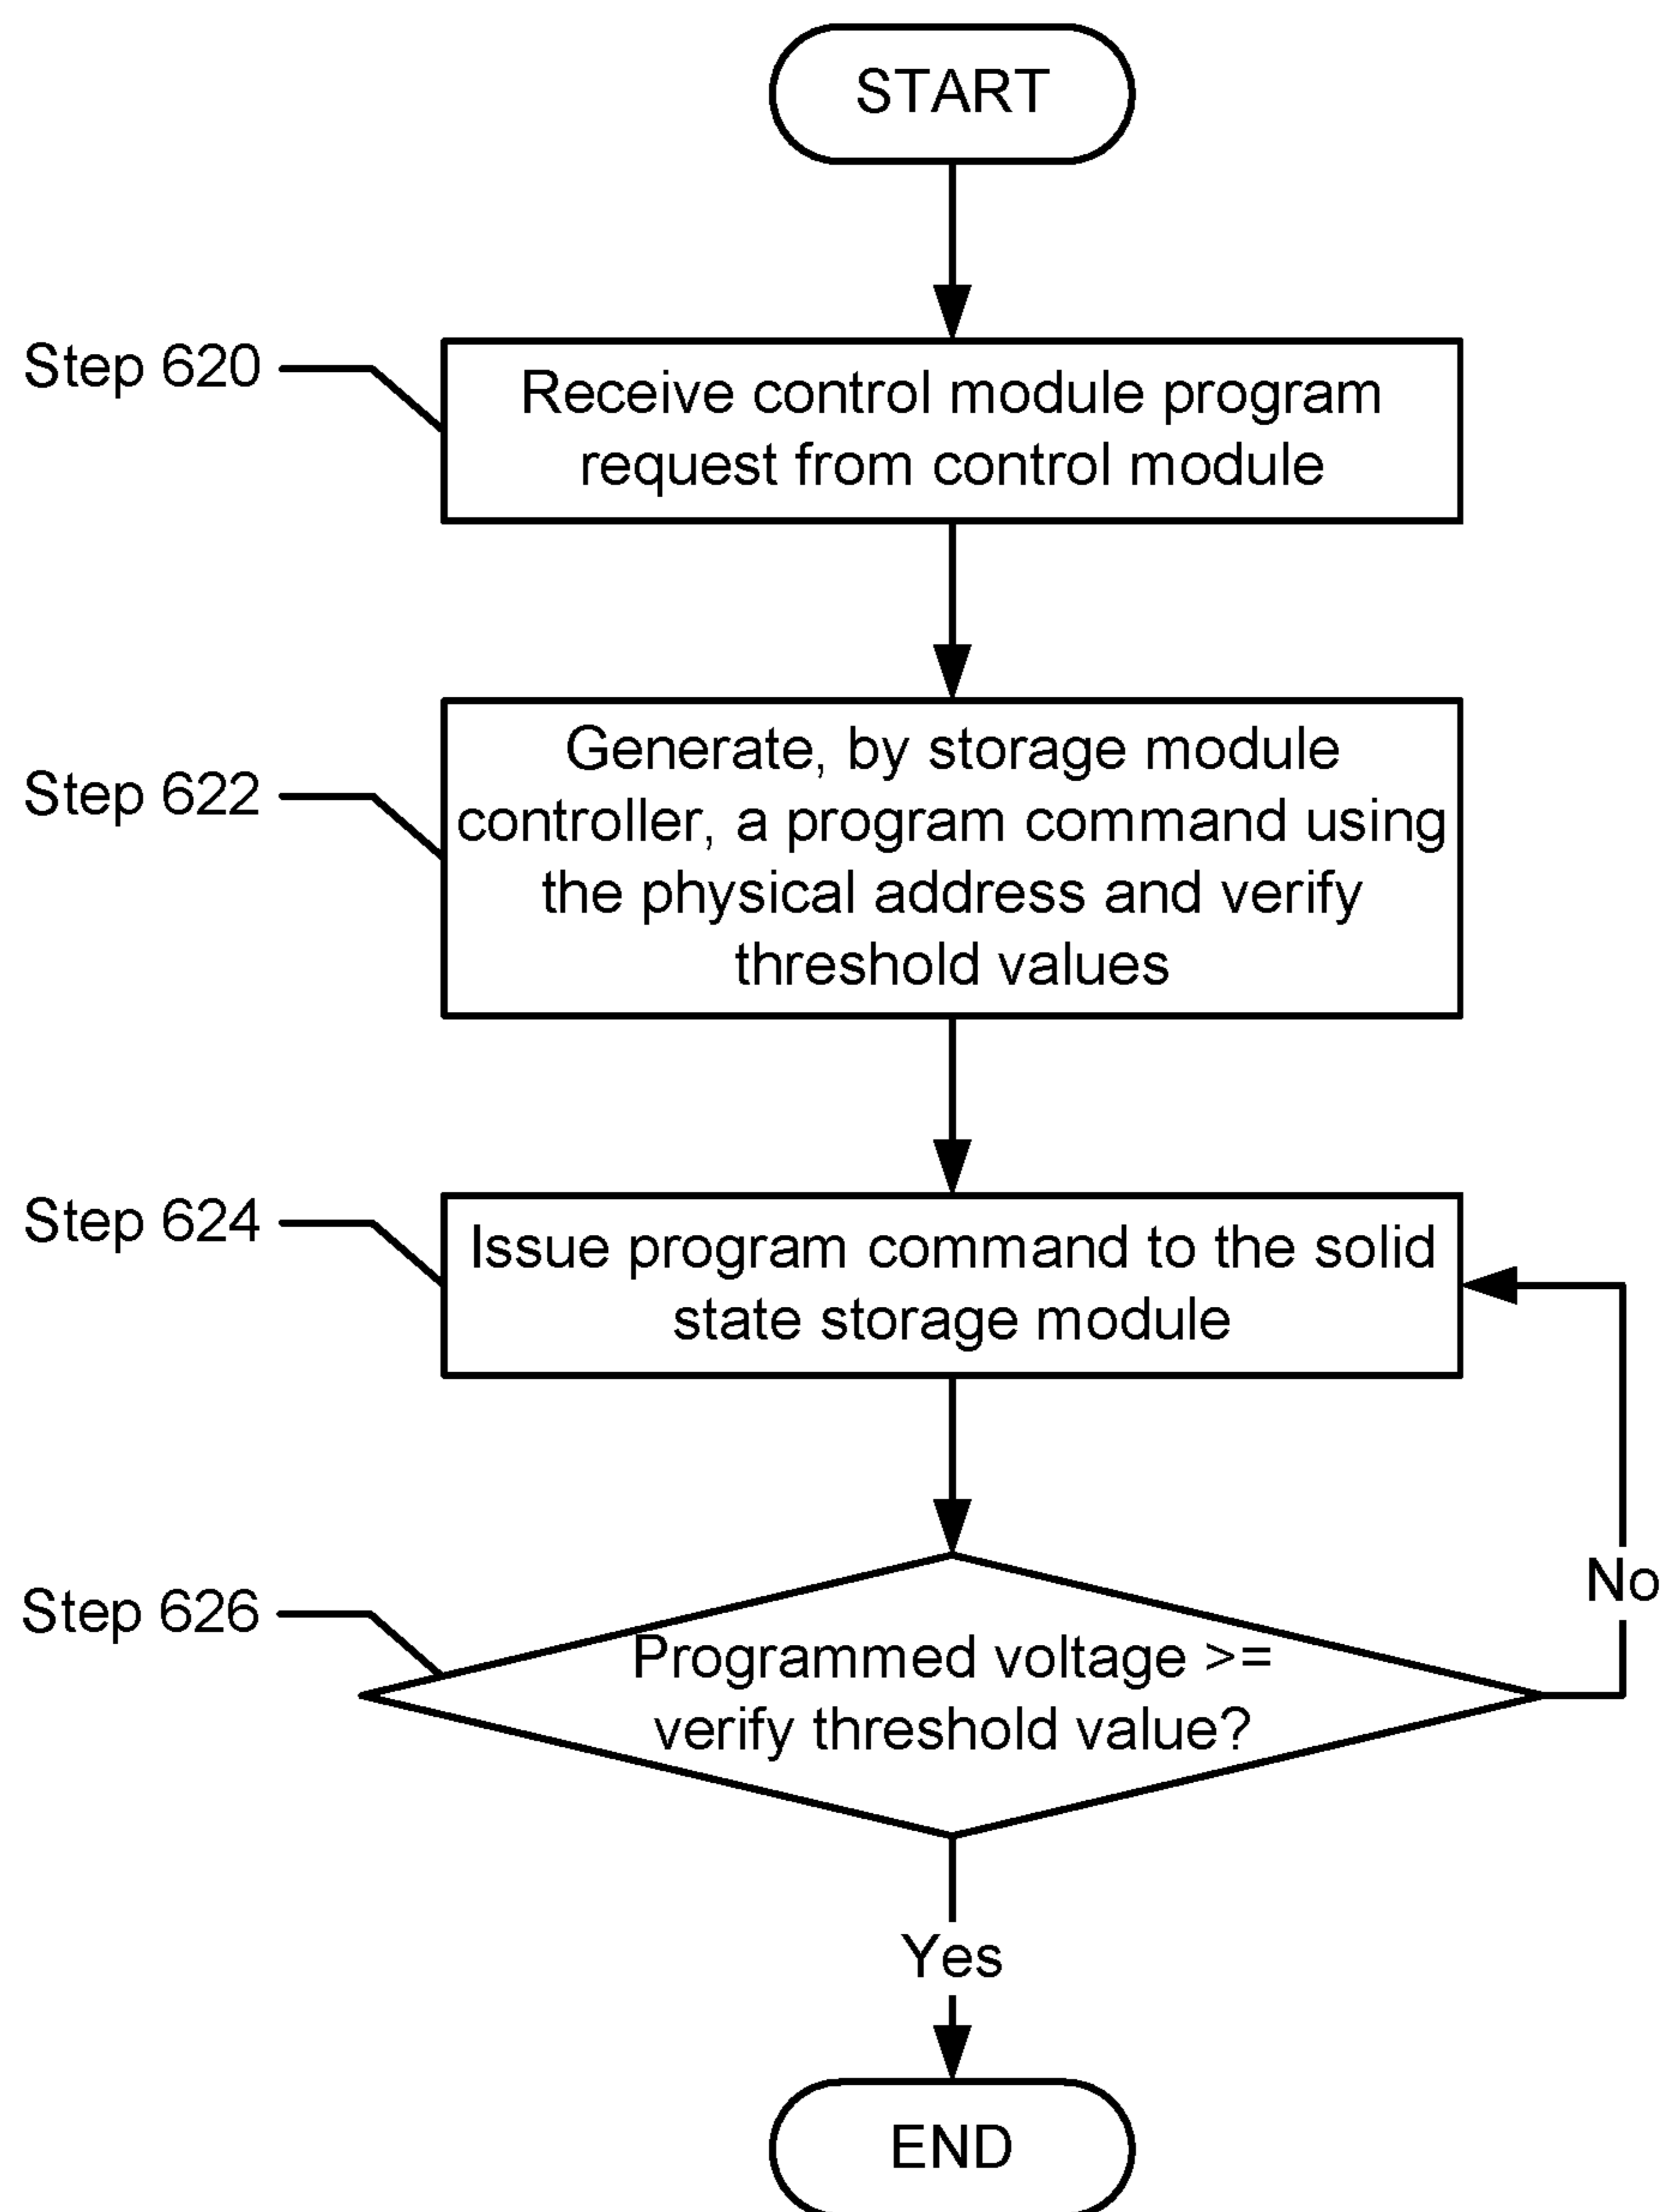 START
Step 620
Receive control module program
request from control module
Step 622
Generate, by storage module
controller, a program command using
the physical address and verify
threshold values
Step 624
Issue program command to the solid
state storage module
Step 626
Programmed voltage >=
verify threshold value?
No
Yes
END